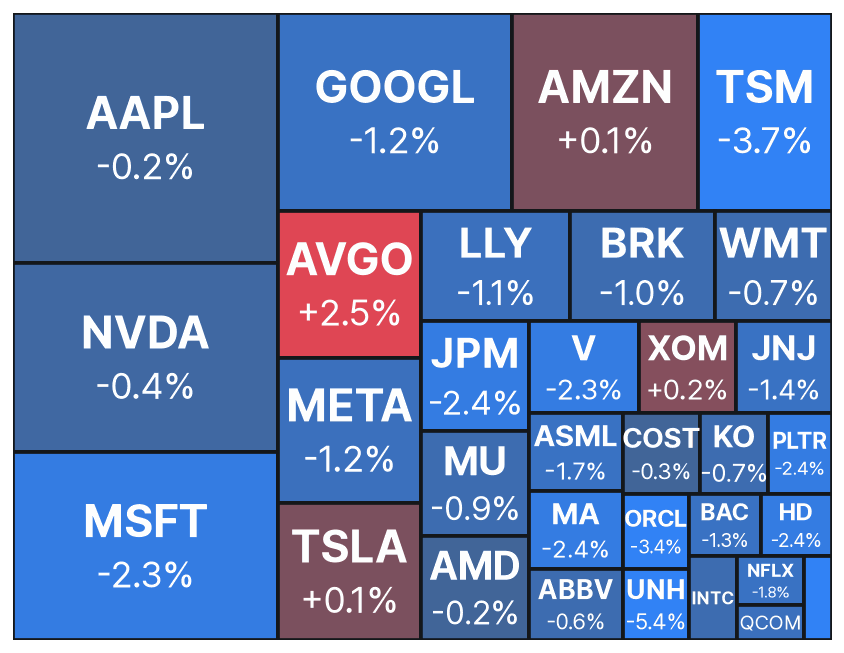 AAPL
-0.2%
NVDA
-0.4%
MSFT
-2.3%
GOOGL
-1.2%
AMZN
+0.1%
TSM
-3.7%
AVGO
+2.5%
META
-1.2%
TSLA
+0.1%
LLY
-1.1%
BRK
-1.0%
WMT
-0.7%
JPM
-2.4%
MU
-0.9%
AMD
-0.2%
V
-2.3%
XOM
+0.2%
JNJ
-1.4%
ASML
-1.7%
COST
-0.3%
KO
-0.7%
PLTR
-2.4%
MA
-2.4%
ORCL
-3.4%
BAC
-1.3%
HD
-2.4%
ABBV
-0.6%
UNH
-5.4%
INTC
NFLX
-1.8%
QCOM